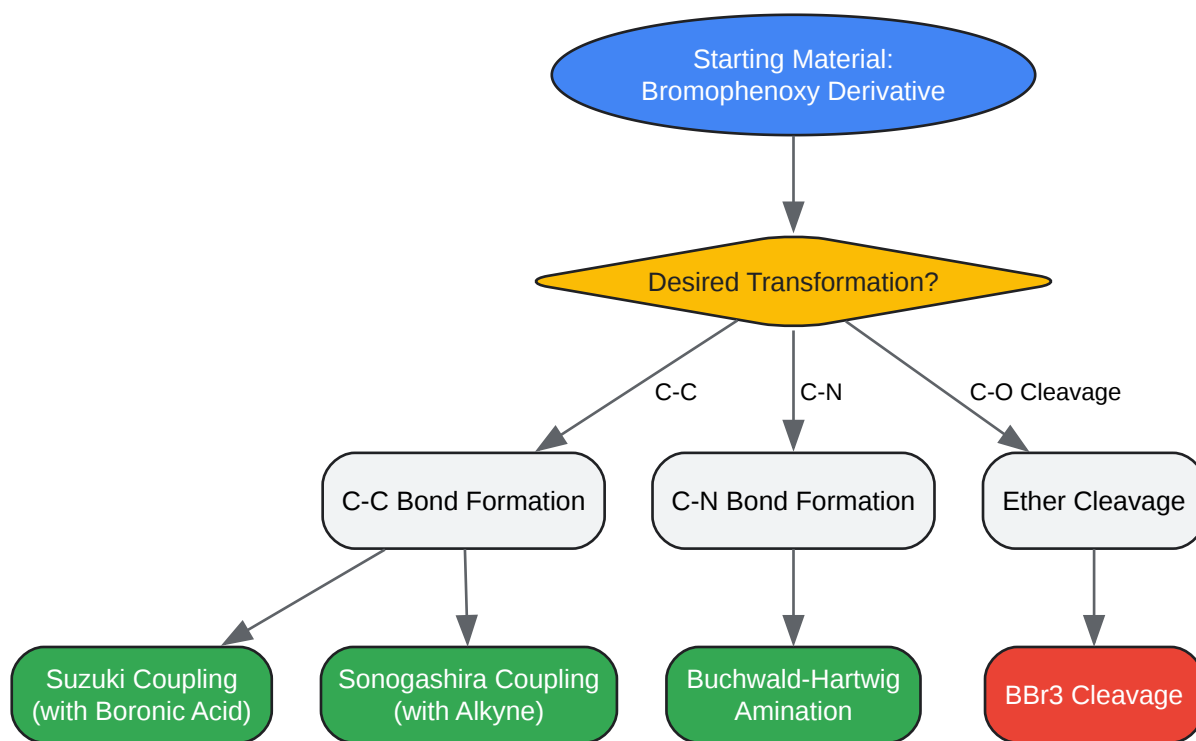 Starting Material:
Bromophenoxy Derivative
Desired Transformation?
C-C
C-N
C-O Cleavage
C-C Bond Formation
C-N Bond Formation
Ether Cleavage
Suzuki Coupling
(with Boronic Acid)
Sonogashira Coupling
(with Alkyne)
Buchwald-Hartwig
Amination
BBr3 Cleavage